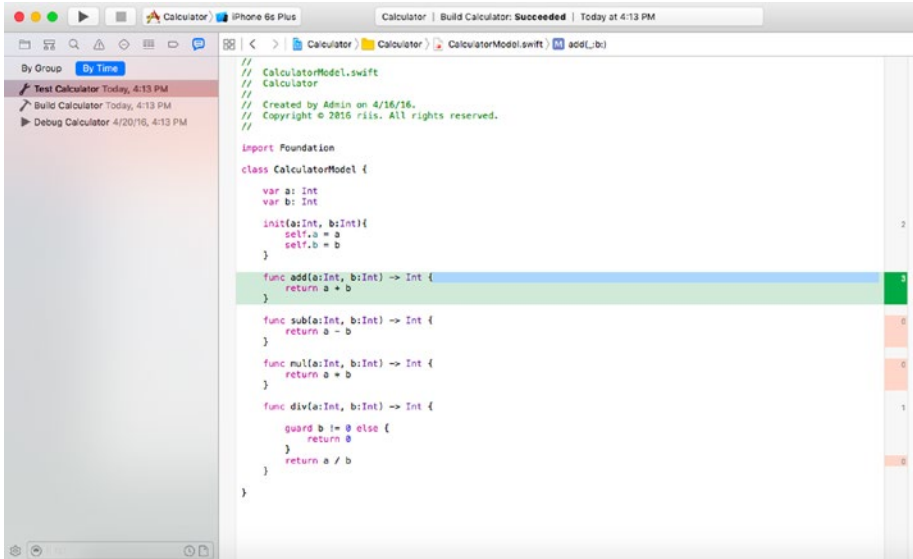 Calculator iPhone 6s Plus Calculator | Build Calculator: Succeeded | Today at 4:13 PM
Calculator Calculator CalculatorModel.swift M add(_:b:)
By Group By Time
Test Calculator Today, 4:13 PM
Build Calculator Today, 4:13 PM
Debug Calculator 4/20/16, 4:13 PM
//
// CalculatorModel.swift
// Calculator
//
// Created by Admin on 4/16/16.
// Copyright © 2016 riis. All rights reserved.
//
import Foundation
class CalculatorModel {
var a: Int
var b: Int
init(a:Int, b:Int){ 2
self.a = a
self.b = b
}
func add(a:Int, b:Int) -> Int { 3
return a + b
}
func sub(a:Int, b:Int) -> Int { 0
return a - b
}
func mul(a:Int, b:Int) -> Int { 0
return a * b
}
func div(a:Int, b:Int) -> Int { 1
guard b != 0 else {
return 0
}
return a / b 0
}
}